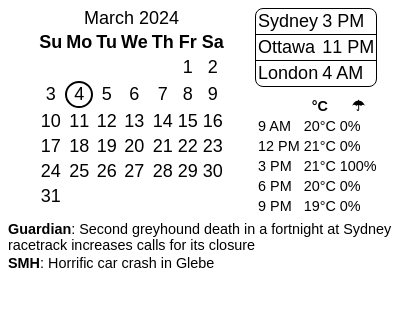 March 2024
Su Mo Tu We Th Fr Sa
1 2
3 4 5 6 7 8 9
10 11 12 13 14 15 16
17 18 19 20 21 22 23
24 25 26 27 28 29 30
31
Sydney 3 PM
Ottawa 11 PM
London 4 AM
°C ☂
9 AM 20°C 0%
12 PM 21°C 0%
3 PM 21°C 100%
6 PM 20°C 0%
9 PM 19°C 0%
Guardian: Second greyhound death in a fortnight at Sydney
racetrack increases calls for its closure
SMH: Horrific car crash in Glebe